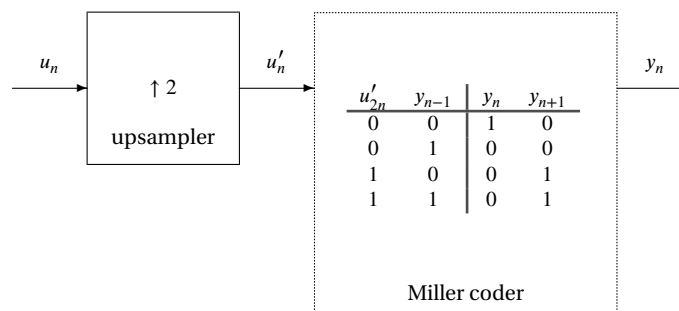 u_n
↑ 2
upsampler
u'_n
u'_{2n} y_{n−1} y_n y_{n+1}
0 0 1 0
0 1 0 0
1 0 0 1
1 1 0 1
Miller coder
y_n